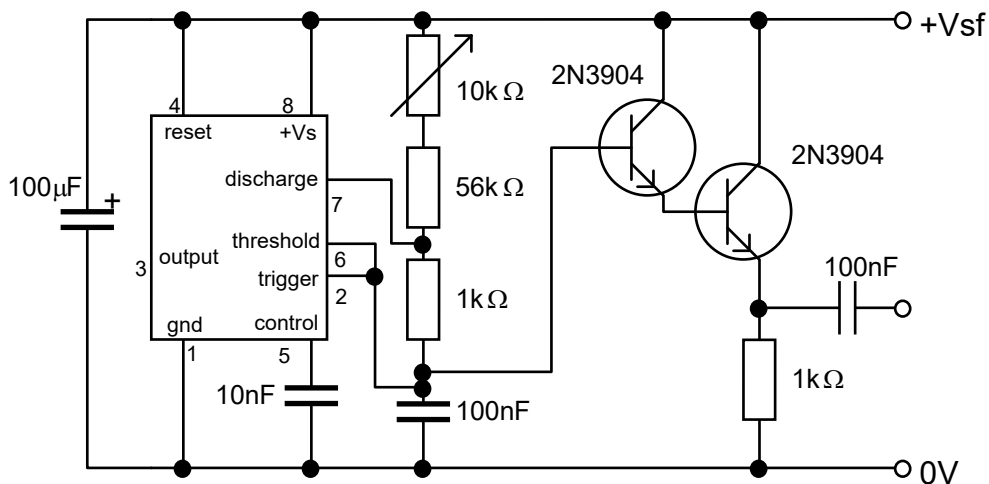 +Vsf
10kΩ
2N3904
4
8
reset
+Vs
2N3904
100µF
+
discharge
7
56kΩ
threshold
6
3
output
trigger
2
1kΩ
100nF
gnd
control
1
5
10nF
100nF
1kΩ
0V